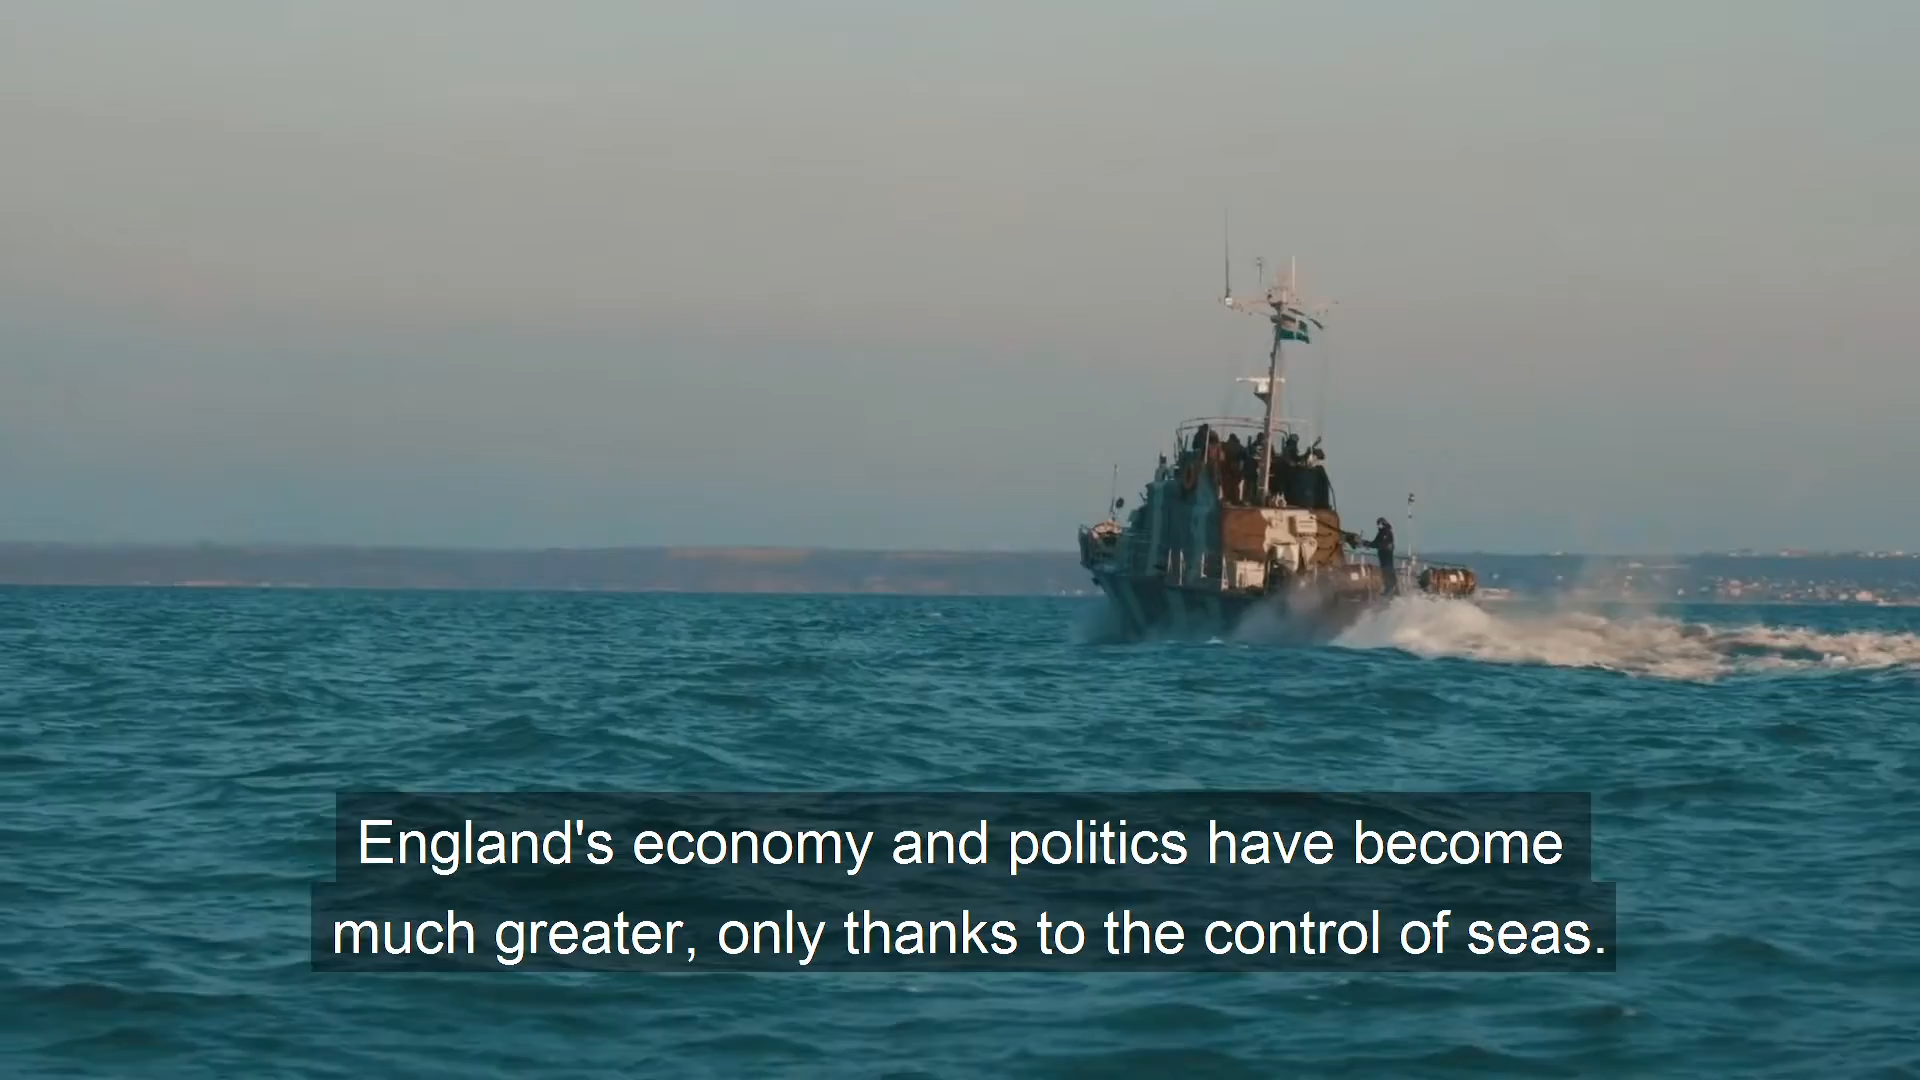 England's economy and politics have become
much greater, only thanks to the control of seas.